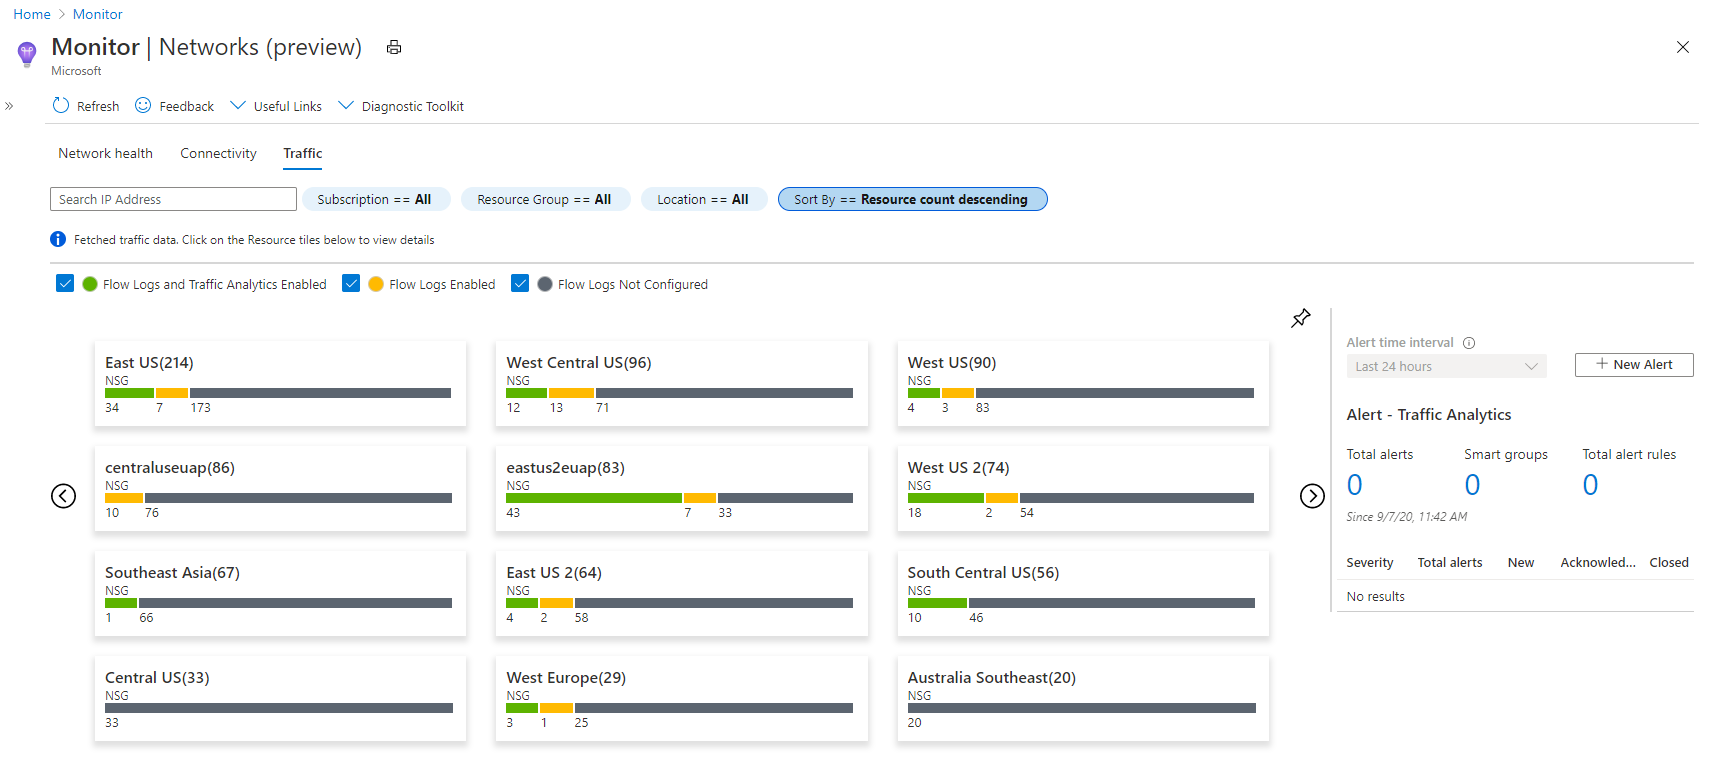 Home > Monitor
Monitor | Networks (preview)
Microsoft
» Refresh Feedback Useful Links Diagnostic Toolkit
Network health Connectivity Traffic
Search IP Address Subscription == All Resource Group == All Location == All Sort By == Resource count descending
Fetched traffic data. Click on the Resource tiles below to view details
Flow Logs and Traffic Analytics Enabled Flow Logs Enabled Flow Logs Not Configured
East US(214)
NSG
34 7 173
West Central US(96)
NSG
12 13 71
West US(90)
NSG
4 3 83
centraluseuap(86)
NSG
10 76
eastus2euap(83)
NSG
43 7 33
West US 2(74)
NSG
18 2 54
Southeast Asia(67)
NSG
1 66
East US 2(64)
NSG
4 2 58
South Central US(56)
NSG
10 46
Central US(33)
NSG
33
West Europe(29)
NSG
3 1 25
Australia Southeast(20)
NSG
20
Alert time interval
Last 24 hours
+ New Alert
Alert - Traffic Analytics
Total alerts Smart groups Total alert rules
0 0 0
Since 9/7/20, 11:42 AM
Severity Total alerts New Acknowled... Closed
No results